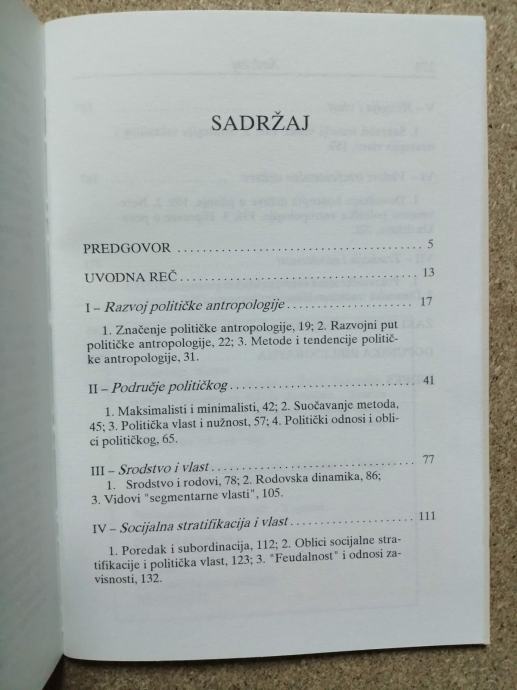 SADRŽAJ
PREDGOVOR ........................................ 5
UVODNA REČ ........................................ 13
I – Razvoj političke antropologije .................... 17
1. Značenje političke antropologije, 19; 2. Razvojni put
političke antropologije, 22; 3. Metode i tendencije politič-
ke antropologije, 31.
II – Područje političkog .............................. 41
1. Maksimalisti i minimalisti, 42; 2. Suočavanje metoda,
45; 3. Politička vlast i nužnost, 57; 4. Politički odnosi i obli-
ci političkog, 65.
III – Srodstvo i vlast .................................. 77
1. Srodstvo i rodovi, 78; 2. Rodovska dinamika, 86;
3. Vidovi "segmentarne vlasti", 105.
IV – Socijalna stratifikacija i vlast .................... 111
1. Poredak i subordinacija, 112; 2. Oblici socijalne stra-
tifikacije i politička vlast, 123; 3. "Feudalnost" i odnosi za-
visnosti, 132.